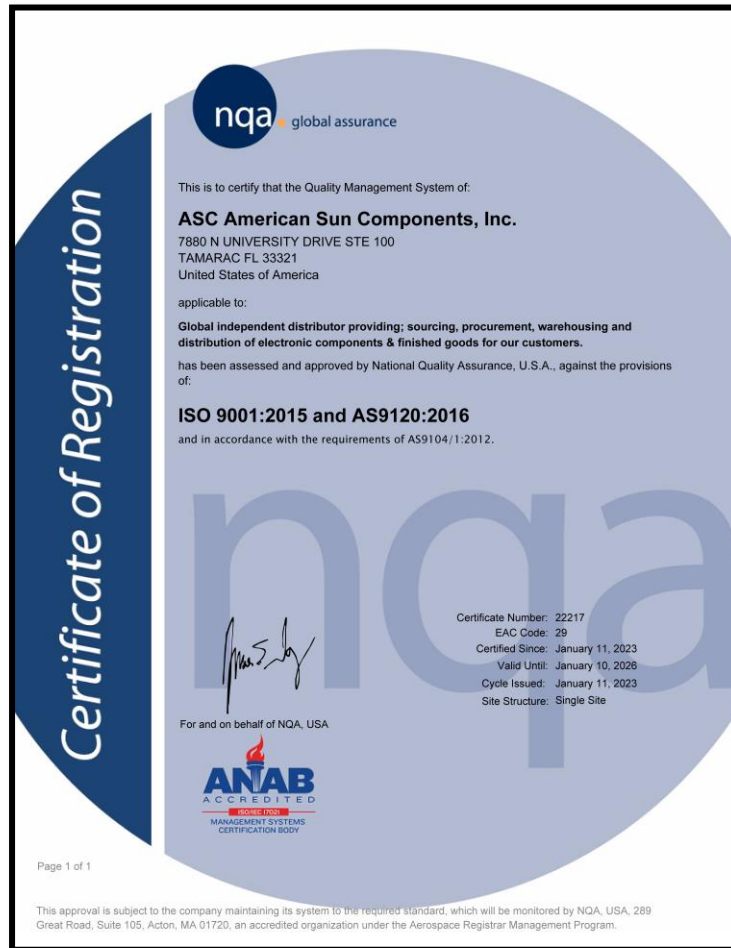 nqa. global assurance
Certificate of Registration
This is to certify that the Quality Management System of:
ASC American Sun Components, Inc.
7880 N UNIVERSITY DRIVE STE 100
TAMARAC FL 33321
United States of America
applicable to:
Global independent distributor providing; sourcing, procurement, warehousing and
distribution of electronic components & finished goods for our customers.
has been assessed and approved by National Quality Assurance, U.S.A., against the provisions
of:
ISO 9001:2015 and AS9120:2016
and in accordance with the requirements of AS9104/1:2012.
nqa
Certificate Number: 22217
EAC Code: 29
Certified Since: January 11, 2023
Valid Until: January 10, 2026
Cycle Issued: January 11, 2023
Site Structure: Single Site
For and on behalf of NQA, USA
ANAB
ACCREDITED
ISO/IEC 17021
MANAGEMENT SYSTEMS
CERTIFICATION BODY
Page 1 of 1
This approval is subject to the company maintaining its system to the required standard, which will be monitored by NQA, USA, 289
Great Road, Suite 105, Acton, MA 01720, an accredited organization under the Aerospace Registrar Management Program.